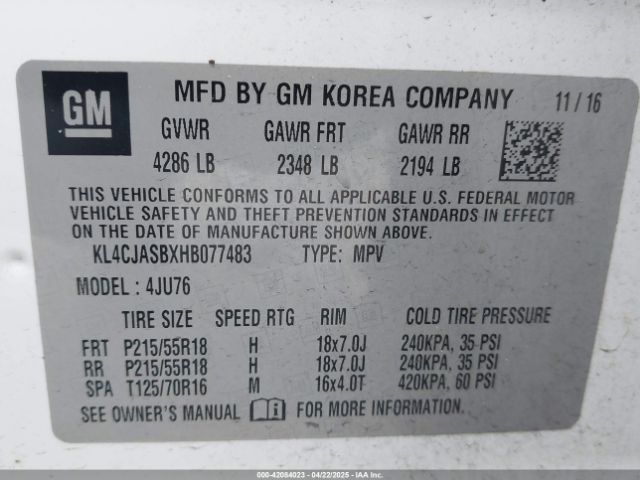 GM
MFD BY GM KOREA COMPANY 11 / 16
GVWR GAWR FRT GAWR RR
4286 LB 2348 LB 2194 LB
THIS VEHICLE CONFORMS TO ALL APPLICABLE U.S. FEDERAL MOTOR
VEHICLE SAFETY AND THEFT PREVENTION STANDARDS IN EFFECT
ON THE DATE OF MANUFACTURE SHOWN ABOVE.
KL4CJASBXHB077483 TYPE: MPV
MODEL : 4JU76
TIRE SIZE SPEED RTG RIM COLD TIRE PRESSURE
FRT P215/55R18 H 18x7.0J 240KPA, 35 PSI
RR P215/55R18 H 18x7.0J 240KPA, 35 PSI
SPA T125/70R16 M 16x4.0T 420KPA, 60 PSI
SEE OWNER'S MANUAL i FOR MORE INFORMATION.
000-42084023 - 04/22/2025 - IAAI.COM